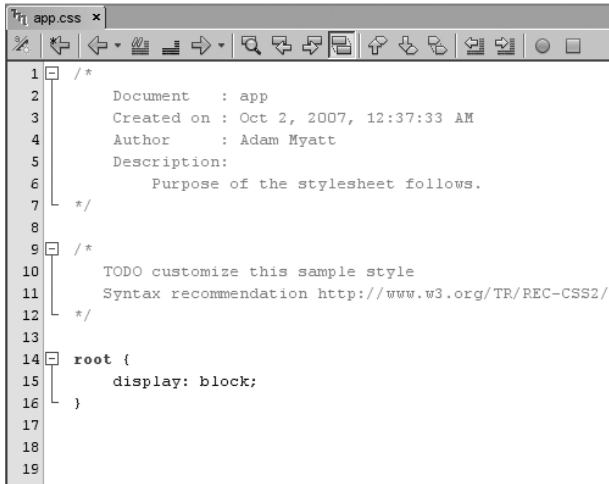 app.css ×
1 /*
2 Document : app
3 Created on : Oct 2, 2007, 12:37:33 AM
4 Author : Adam Myatt
5 Description:
6 Purpose of the stylesheet follows.
7 */
8
9 /*
10 TODO customize this sample style
11 Syntax recommendation http://www.w3.org/TR/REC-CSS2/
12 */
13
14 root {
15 display: block;
16 }
17
18
19